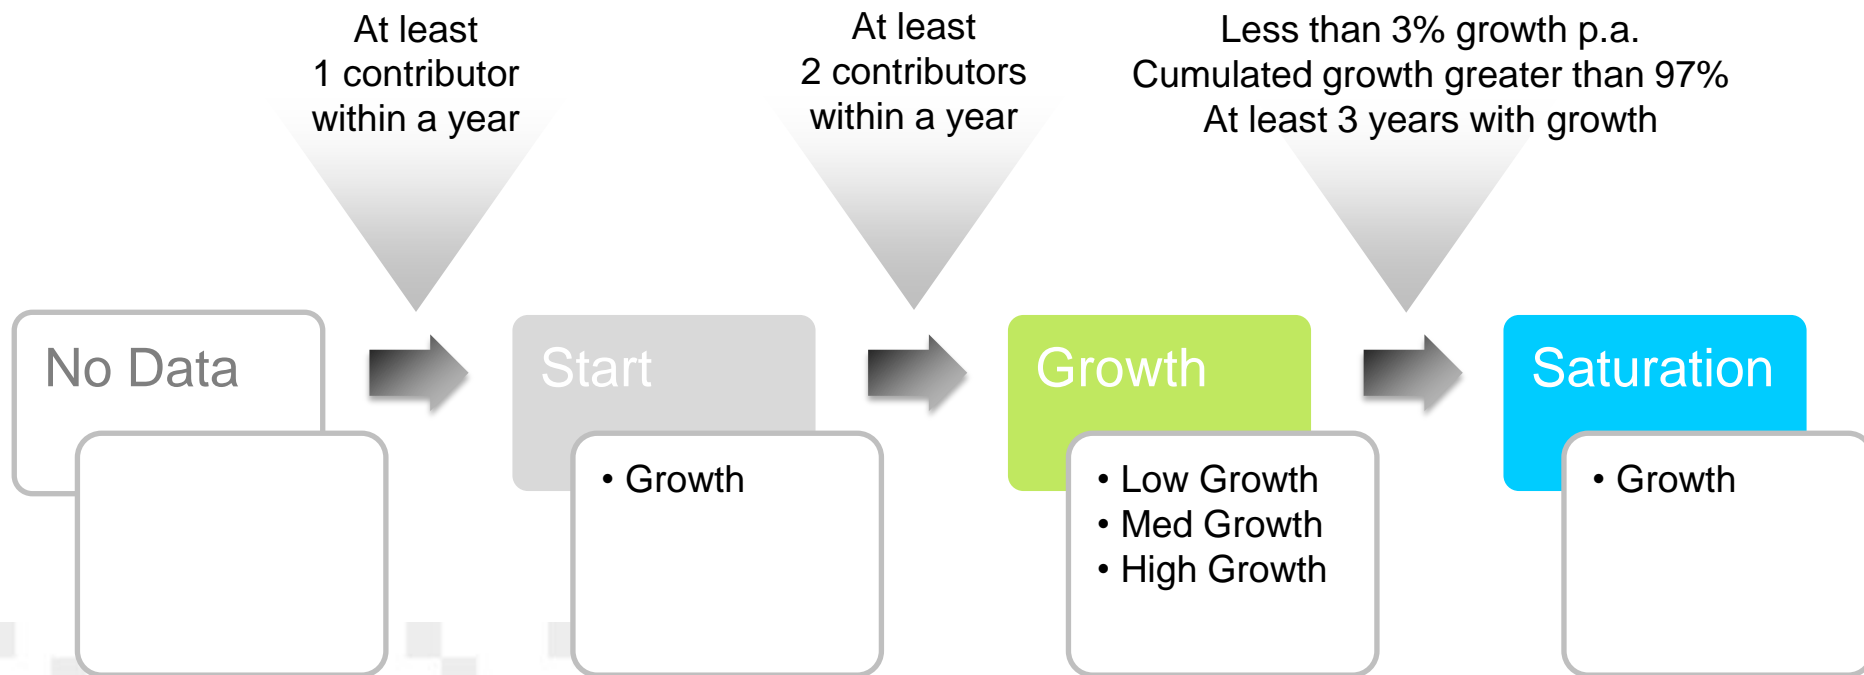 At least
1 contributor
within a year
At least
2 contributors
within a year
Less than 3% growth p.a.
Cumulated growth greater than 97%
At least 3 years with growth
No Data
Start
• Growth
Growth
• Low Growth
• Med Growth
• High Growth
Saturation
• Growth